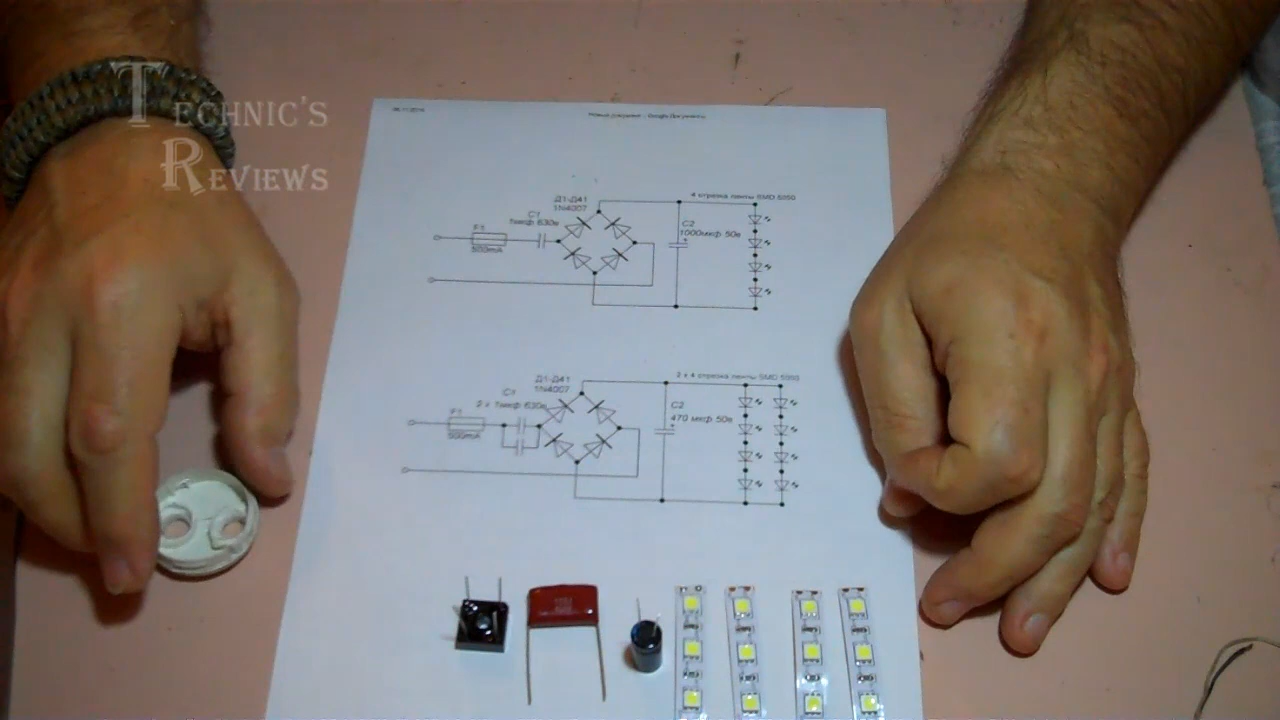 TECHNIC'S
REVIEWS
4 отрезка ленты SMD 5050
Д1-Д41
1N4007
C1
1мкф 630в
F1
500mA
C2
1000мкф 50в
+
2 х 4 отрезка ленты SMD 5050
Д1-Д41
1N4007
C1
2 х 1мкф 630в
F1
500mA
C2
470 мкф 50в
+